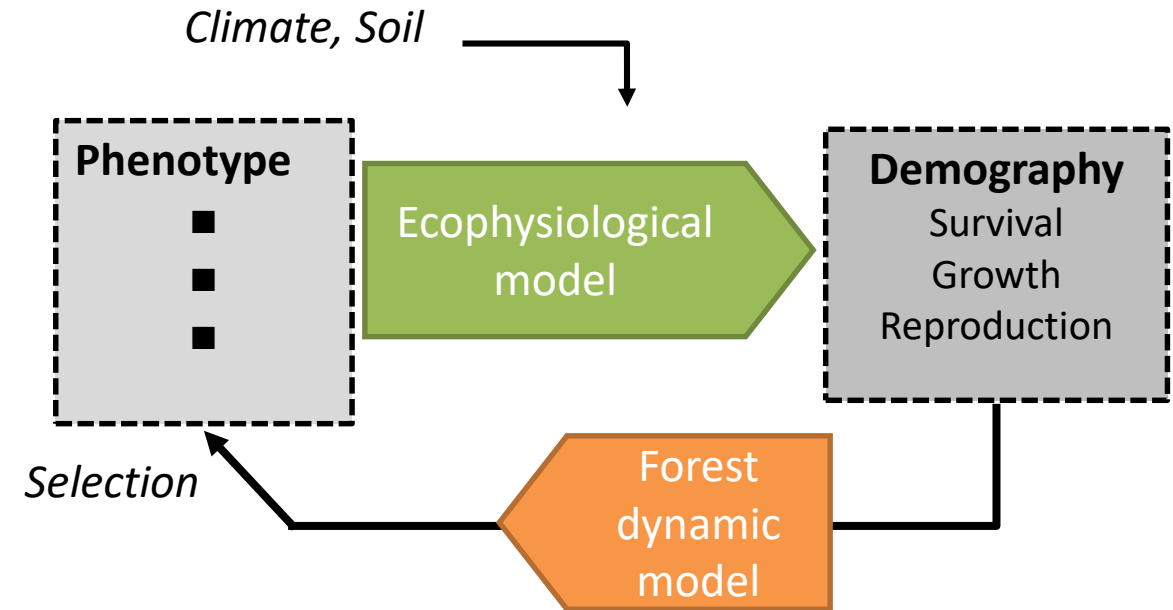 Climate, Soil
Phenotype
Ecophysiological
model
Demography
Survival
Growth
Reproduction
Selection
Forest
dynamic
model